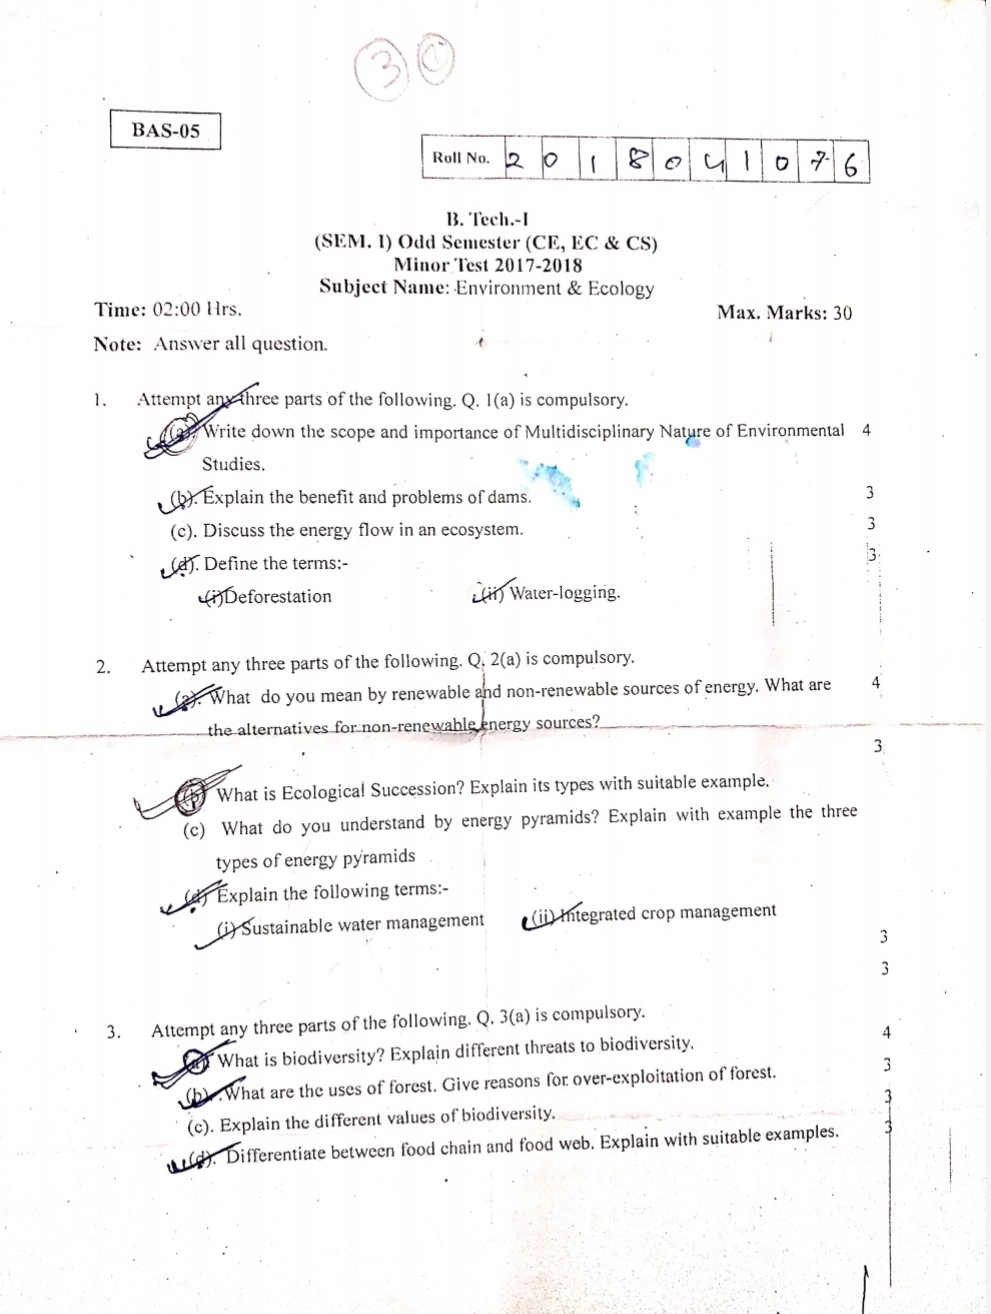 3 1
BAS-05
Roll No. 2 0 1 8 0 4 1 0 7 6
B. Tech.-I
(SEM. I) Odd Semester (CE, EC & CS)
Minor Test 2017-2018
Subject Name: Environment & Ecology
Time: 02:00 Hrs.
Max. Marks: 30
Note: Answer all question.
1. Attempt any three parts of the following. Q. 1(a) is compulsory.
(a). Write down the scope and importance of Multidisciplinary Nature of Environmental 4
Studies.
(b). Explain the benefit and problems of dams. 3
(c). Discuss the energy flow in an ecosystem. 3
(d). Define the terms:- 3
(i) Deforestation (ii) Water-logging.
2. Attempt any three parts of the following. Q. 2(a) is compulsory.
(a). What do you mean by renewable and non-renewable sources of energy. What are 4
the alternatives for non-renewable energy sources?
3
(b) What is Ecological Succession? Explain its types with suitable example.
(c) What do you understand by energy pyramids? Explain with example the three
types of energy pyramids
(d) Explain the following terms:-
(i) Sustainable water management (ii) Integrated crop management
3
3
3. Attempt any three parts of the following. Q. 3(a) is compulsory.
(a) What is biodiversity? Explain different threats to biodiversity. 4
(b). What are the uses of forest. Give reasons for over-exploitation of forest. 3
(c). Explain the different values of biodiversity. 3
(d). Differentiate between food chain and food web. Explain with suitable examples. 3